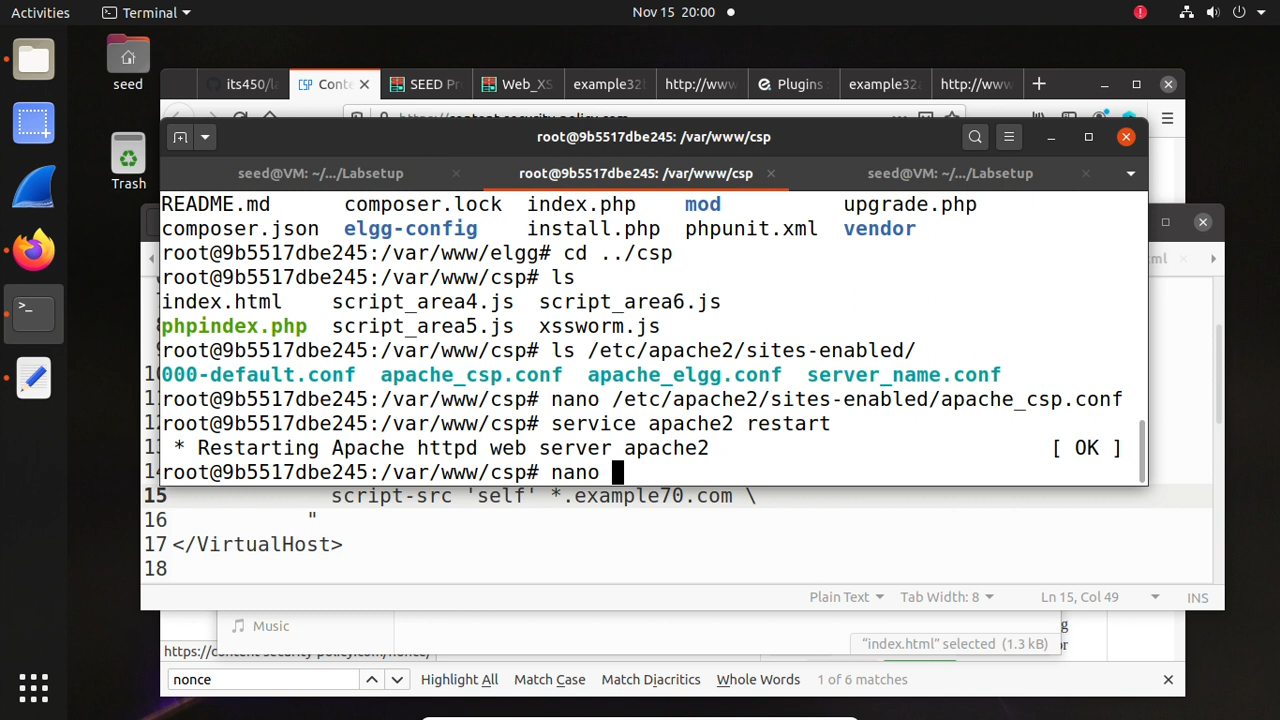 Activities
Terminal
Nov 15 20:00
seed
Trash
its450/la
Conte
SEED Pr
Web_XS
example32
http://www
Plugins
example32
http://www
root@9b5517dbe245: /var/www/csp
seed@VM: ~/.../Labsetup
root@9b5517dbe245: /var/www/csp
seed@VM: ~/.../Labsetup
README.md composer.lock index.php mod upgrade.php
composer.json elgg-config install.php phpunit.xml vendor
root@9b5517dbe245:/var/www/elgg# cd ../csp
root@9b5517dbe245:/var/www/csp# ls
index.html script_area4.js script_area6.js
phpindex.php script_area5.js xssworm.js
root@9b5517dbe245:/var/www/csp# ls /etc/apache2/sites-enabled/
000-default.conf apache_csp.conf apache_elgg.conf server_name.conf
root@9b5517dbe245:/var/www/csp# nano /etc/apache2/sites-enabled/apache_csp.conf
root@9b5517dbe245:/var/www/csp# service apache2 restart
* Restarting Apache httpd web server apache2 [ OK ]
root@9b5517dbe245:/var/www/csp# nano
15 script-src 'self' *.example70.com \
16 "
17 </VirtualHost>
18
Plain Text
Tab Width: 8
Ln 15, Col 49
INS
Music
"index.html" selected (1.3 kB)
nonce
Highlight All
Match Case
Match Diacritics
Whole Words
1 of 6 matches